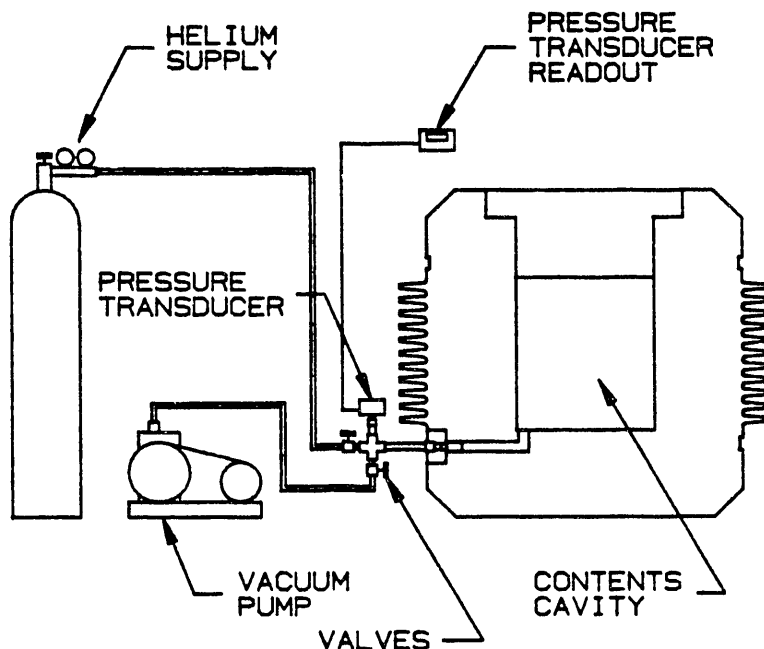 HELIUM
SUPPLY
PRESSURE
TRANSDUCER
READOUT
PRESSURE
TRANSDUCER
VACUUM
PUMP
VALVES
CONTENTS
CAVITY